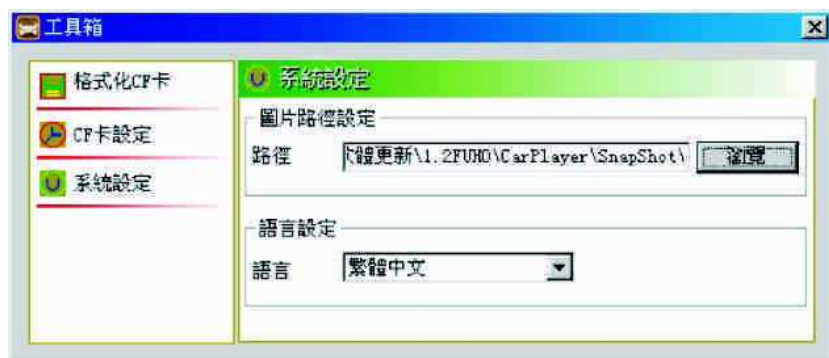 工具箱
格式化CF卡
CF卡設定
系統設定
系統設定
圖片路徑設定
路徑 體更新\1.2FUHO\CarPlayer\SnapShot\ 瀏覽
語言設定
語言 繁體中文